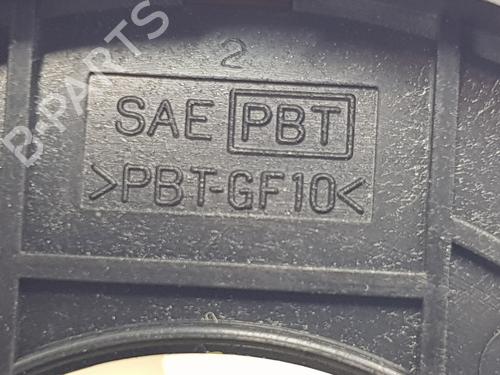 B-PARTS
2
SAE PBT
>PBT-GF10<